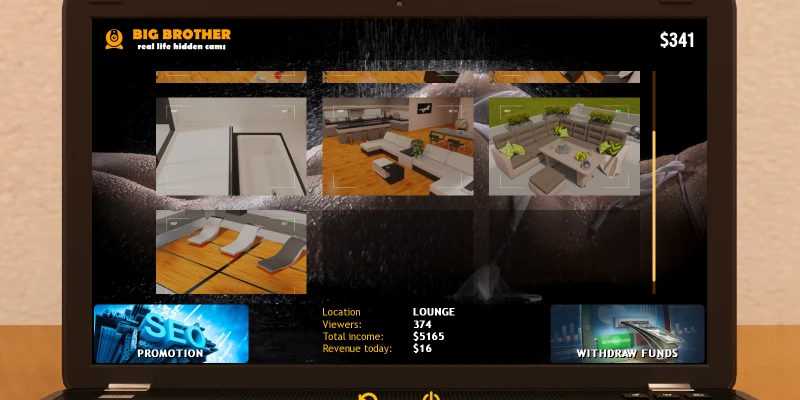 BIG BROTHER
real life hidden cams
$341
Location LOUNGE
Viewers: 374
Total income: $5165
Revenue today: $16
SEO
PROMOTION
WITHDRAW FUNDS